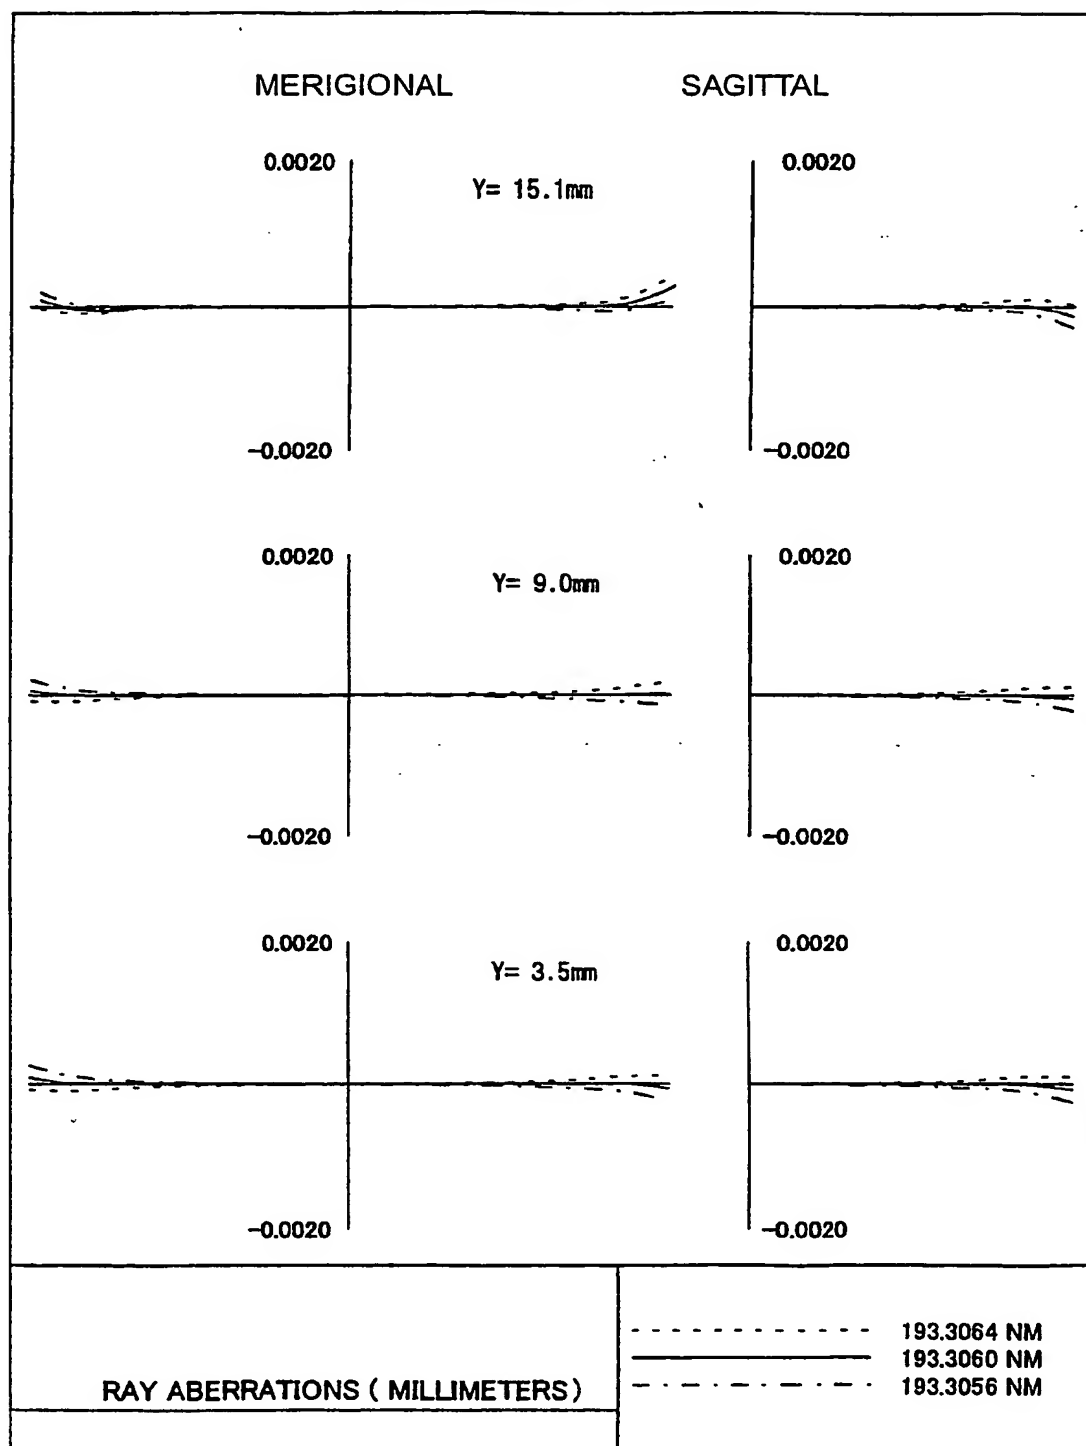 MERIGIONAL SAGITTAL
0.0020 0.0020
Y= 15.1mm
-0.0020 -0.0020
0.0020 0.0020
Y= 9.0mm
-0.0020 -0.0020
0.0020 0.0020
Y= 3.5mm
-0.0020 -0.0020
193.3064 NM
193.3060 NM
193.3056 NM
RAY ABERRATIONS ( MILLIMETERS)